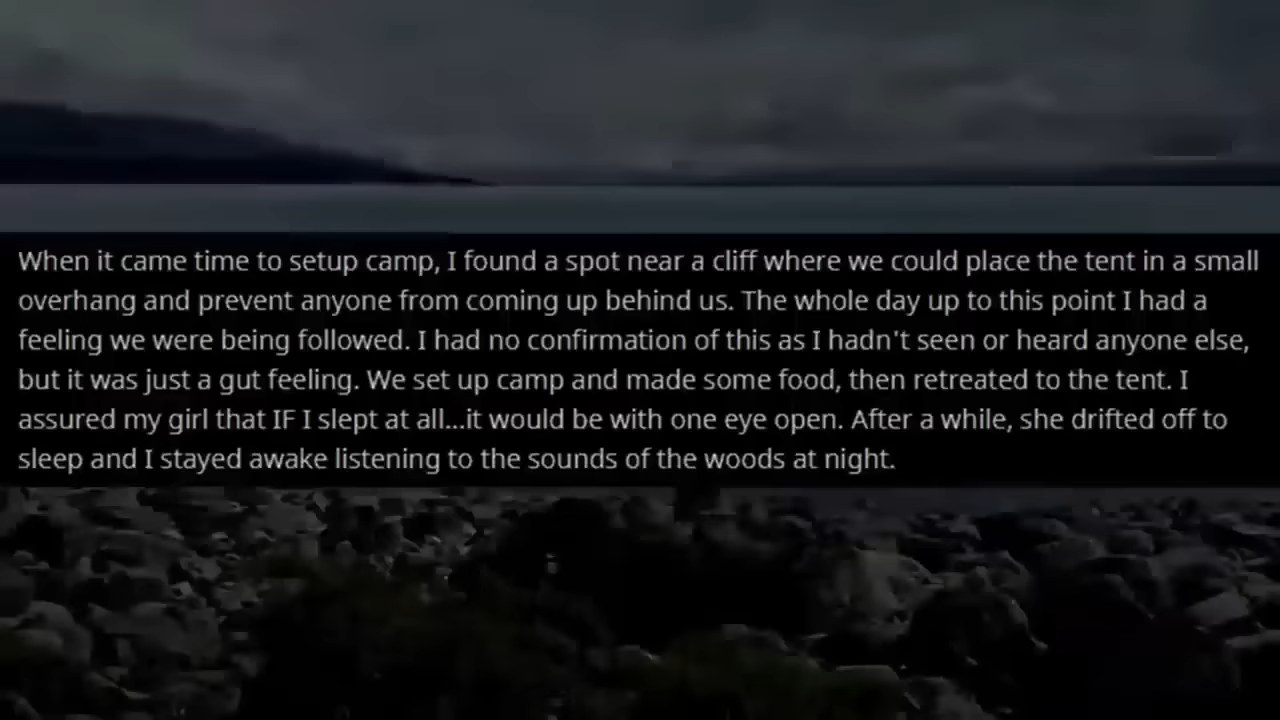 When it came time to setup camp, I found a spot near a cliff where we could place the tent in a small
overhang and prevent anyone from coming up behind us. The whole day up to this point I had a
feeling we were being followed. I had no confirmation of this as I hadn't seen or heard anyone else,
but it was just a gut feeling. We set up camp and made some food, then retreated to the tent. I
assured my girl that IF I slept at all...it would be with one eye open. After a while, she drifted off to
sleep and I stayed awake listening to the sounds of the woods at night.